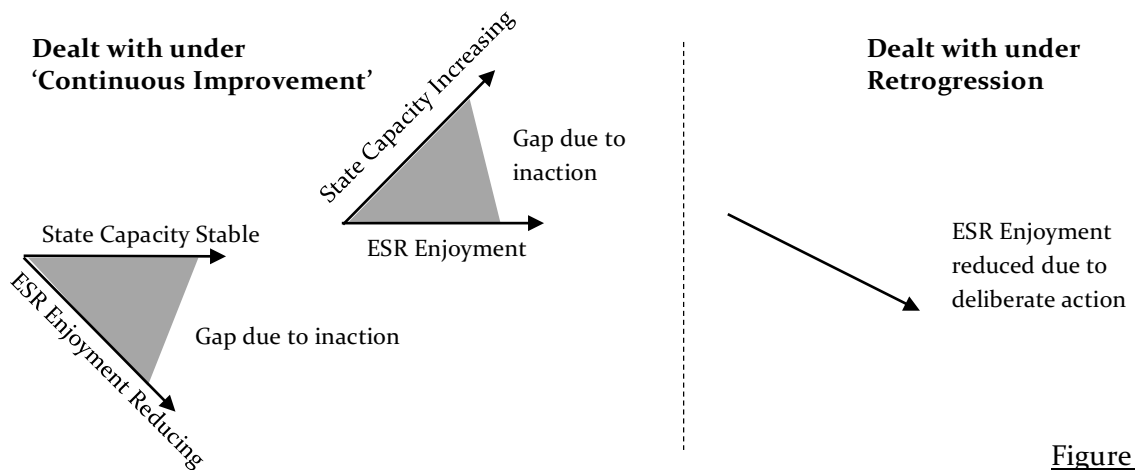 Dealt with under
‘Continuous Improvement’
State Capacity Increasing
Gap due to
inaction
ESR Enjoyment
State Capacity Stable
ESR Enjoyment Reducing
Gap due to inaction
Dealt with under
Retrogression
ESR Enjoyment
reduced due to
deliberate action
Figure